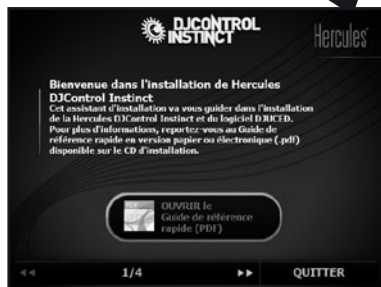 DJCONTROL
INSTINCT
Hercules
Bienvenue dans l'installation de Hercules
DJControl Instinct
Cet assistant d'installation va vous guider dans l'installation
de la Hercules DJControl Instinct et du logiciel DJUCED.
Pour plus d'informations, reportez-vous au Guide de
référence rapide en version papier ou électronique (.pdf)
disponible sur le CD d'installation.
OUVRIR le
Guide de référence
rapide (PDF)
◄◄ 1/4 ►► QUITTER